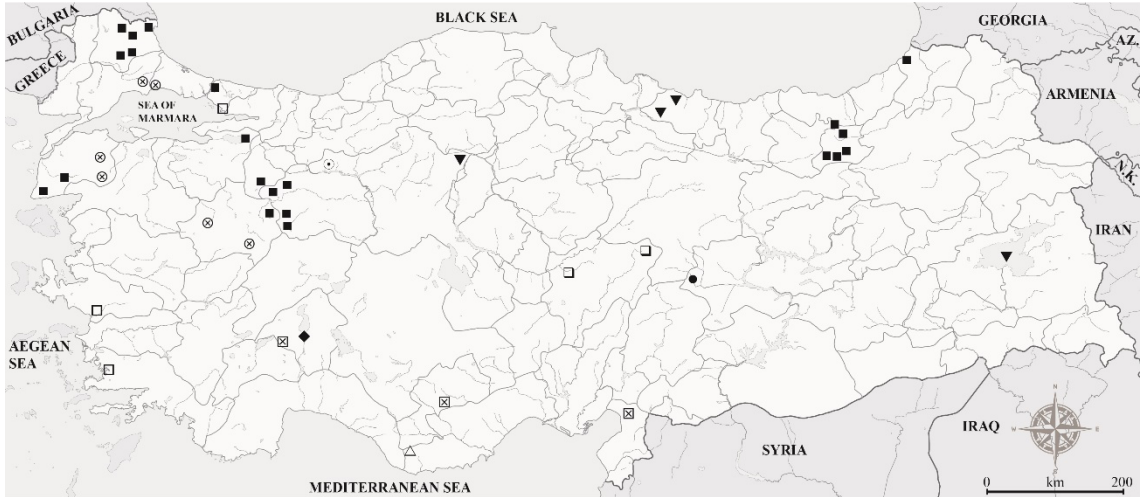 BULGARIA
GREECE
BLACK SEA
GEORGIA
AZ.
ARMENIA
SEA OF
MARMARA
N.K.
IRAN
AEGEAN
SEA
MEDITERRANEAN SEA
SYRIA
IRAQ
N
W
E
S
0 km 200